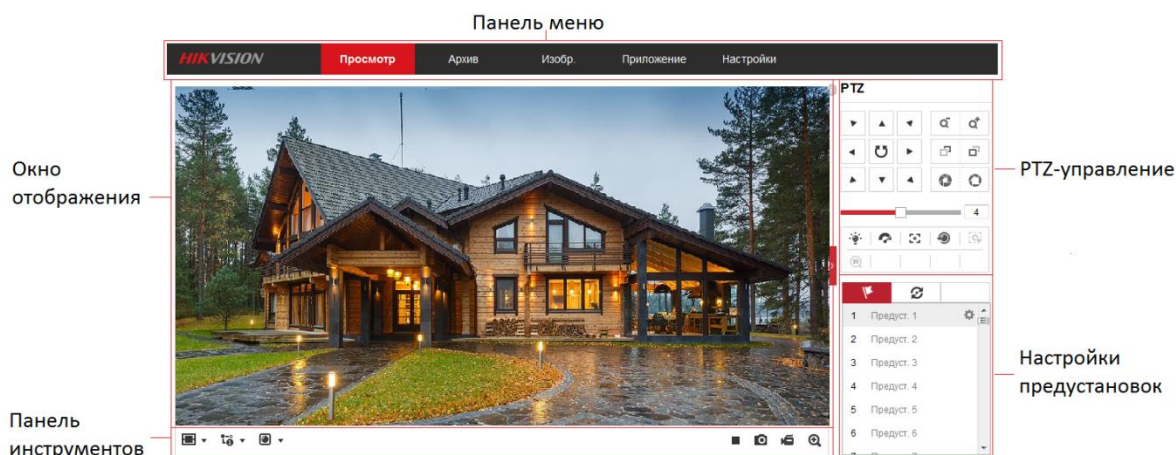 Панель меню
HIKVISION Просмотр Архив Изобр. Приложение Настройки
PTZ
Окно
отображения
PTZ-управление
4
1 Предуст. 1
2 Предуст. 2
3 Предуст. 3
4 Предуст. 4
5 Предуст. 5
6 Предуст. 6
Настройки
предустановок
Панель
инструментов